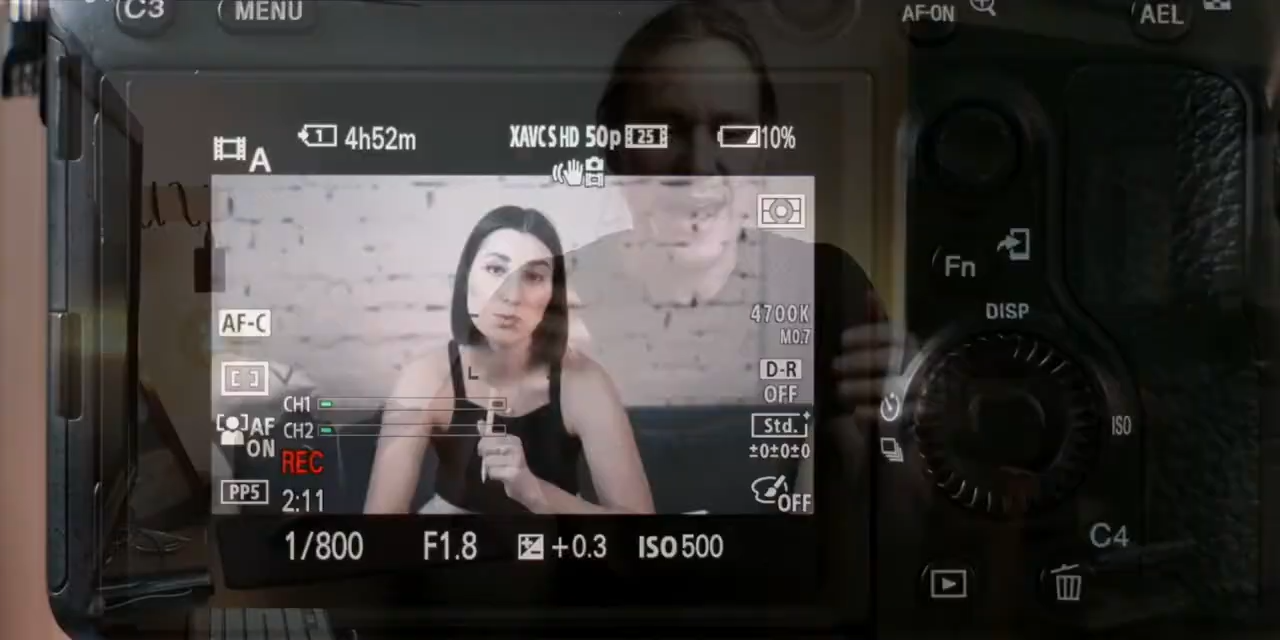 C3 MENU AF-ON AEL
1 4h52m XAVC S HD 50p 25 10%
A
Fn
DISP
AF-C
4700K
M0.7
D-R
OFF
CH1
CH2
AF
ON
REC
Std.
±0±0±0
ISO
PP5
2:11
OFF
1/800 F1.8 +0.3 ISO 500
C4